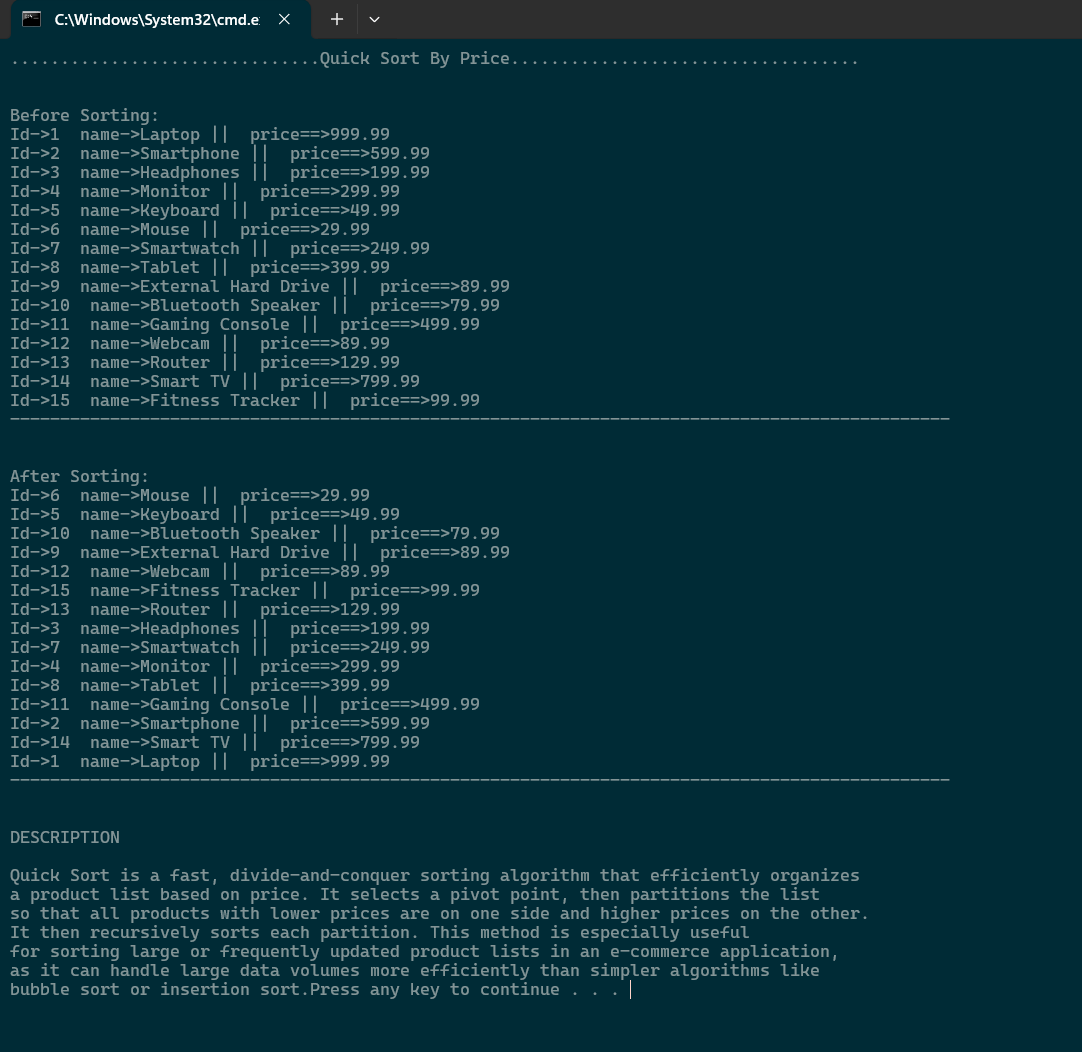 C:\Windows\System32\cmd.e
...............................Quick Sort By Price...................................
Before Sorting:
Id->1  name->Laptop ||  price==>999.99
Id->2  name->Smartphone ||  price==>599.99
Id->3  name->Headphones ||  price==>199.99
Id->4  name->Monitor ||  price==>299.99
Id->5  name->Keyboard ||  price==>49.99
Id->6  name->Mouse ||  price==>29.99
Id->7  name->Smartwatch ||  price==>249.99
Id->8  name->Tablet ||  price==>399.99
Id->9  name->External Hard Drive ||  price==>89.99
Id->10  name->Bluetooth Speaker ||  price==>79.99
Id->11  name->Gaming Console ||  price==>499.99
Id->12  name->Webcam ||  price==>89.99
Id->13  name->Router ||  price==>129.99
Id->14  name->Smart TV ||  price==>799.99
Id->15  name->Fitness Tracker ||  price==>99.99
----------------------------------------------------------------------------------------------
After Sorting:
Id->6  name->Mouse ||  price==>29.99
Id->5  name->Keyboard ||  price==>49.99
Id->10  name->Bluetooth Speaker ||  price==>79.99
Id->9  name->External Hard Drive ||  price==>89.99
Id->12  name->Webcam ||  price==>89.99
Id->15  name->Fitness Tracker ||  price==>99.99
Id->13  name->Router ||  price==>129.99
Id->3  name->Headphones ||  price==>199.99
Id->7  name->Smartwatch ||  price==>249.99
Id->4  name->Monitor ||  price==>299.99
Id->8  name->Tablet ||  price==>399.99
Id->11  name->Gaming Console ||  price==>499.99
Id->2  name->Smartphone ||  price==>599.99
Id->14  name->Smart TV ||  price==>799.99
Id->1  name->Laptop ||  price==>999.99
----------------------------------------------------------------------------------------------
DESCRIPTION
Quick Sort is a fast, divide-and-conquer sorting algorithm that efficiently organizes
a product list based on price. It selects a pivot point, then partitions the list
so that all products with lower prices are on one side and higher prices on the other.
It then recursively sorts each partition. This method is especially useful
for sorting large or frequently updated product lists in an e-commerce application,
as it can handle large data volumes more efficiently than simpler algorithms like
bubble sort or insertion sort.Press any key to continue . . .